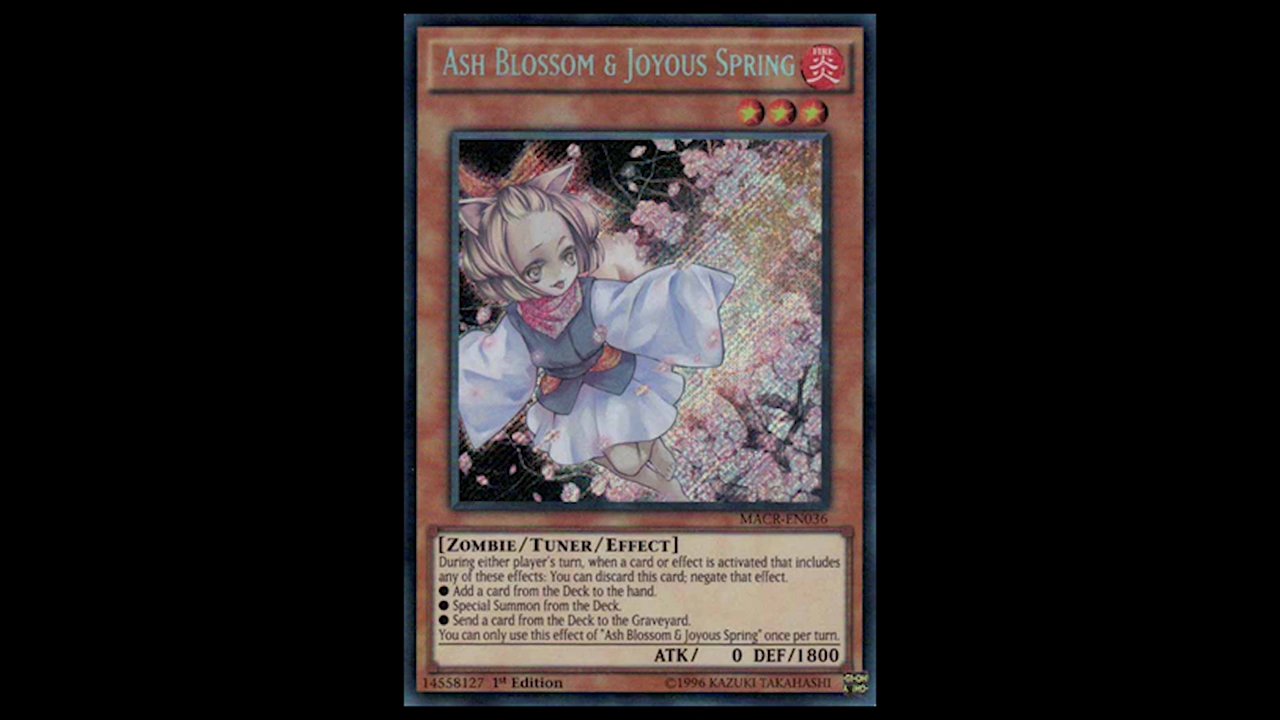 Ash Blossom & Joyous Spring
FIRE
炎
MACR-EN036
[Zombie/Tuner/Effect]
During either player's turn, when a card or effect is activated that includes
any of these effects: You can discard this card; negate that effect.
● Add a card from the Deck to the hand.
● Special Summon from the Deck.
● Send a card from the Deck to the Graveyard.
You can only use this effect of "Ash Blossom & Joyous Spring" once per turn.
ATK/ 0 DEF/1800
14558127 1st Edition ©1996 KAZUKI TAKAHASHI